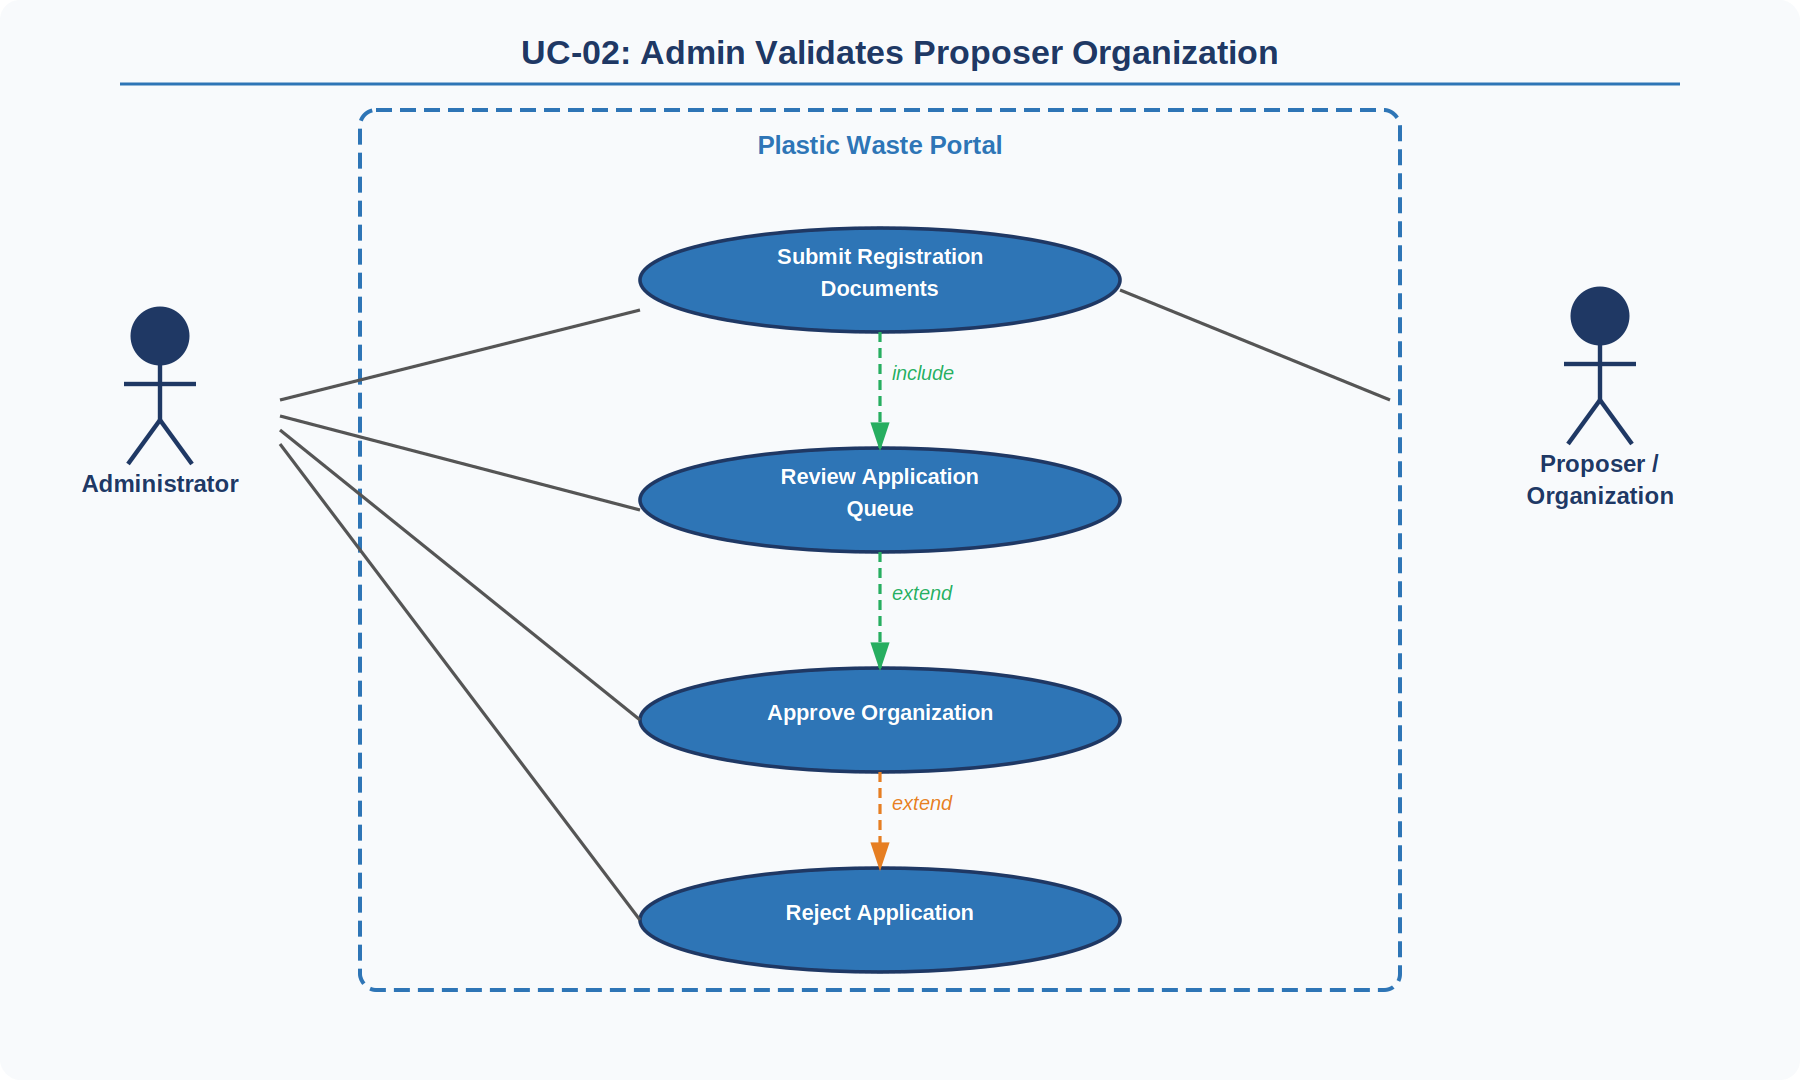 UC-02: Admin Validates Proposer Organization
Plastic Waste Portal
Submit Registration
Documents
include
Review Application
Queue
extend
Approve Organization
extend
Reject Application
Administrator
Proposer /
Organization